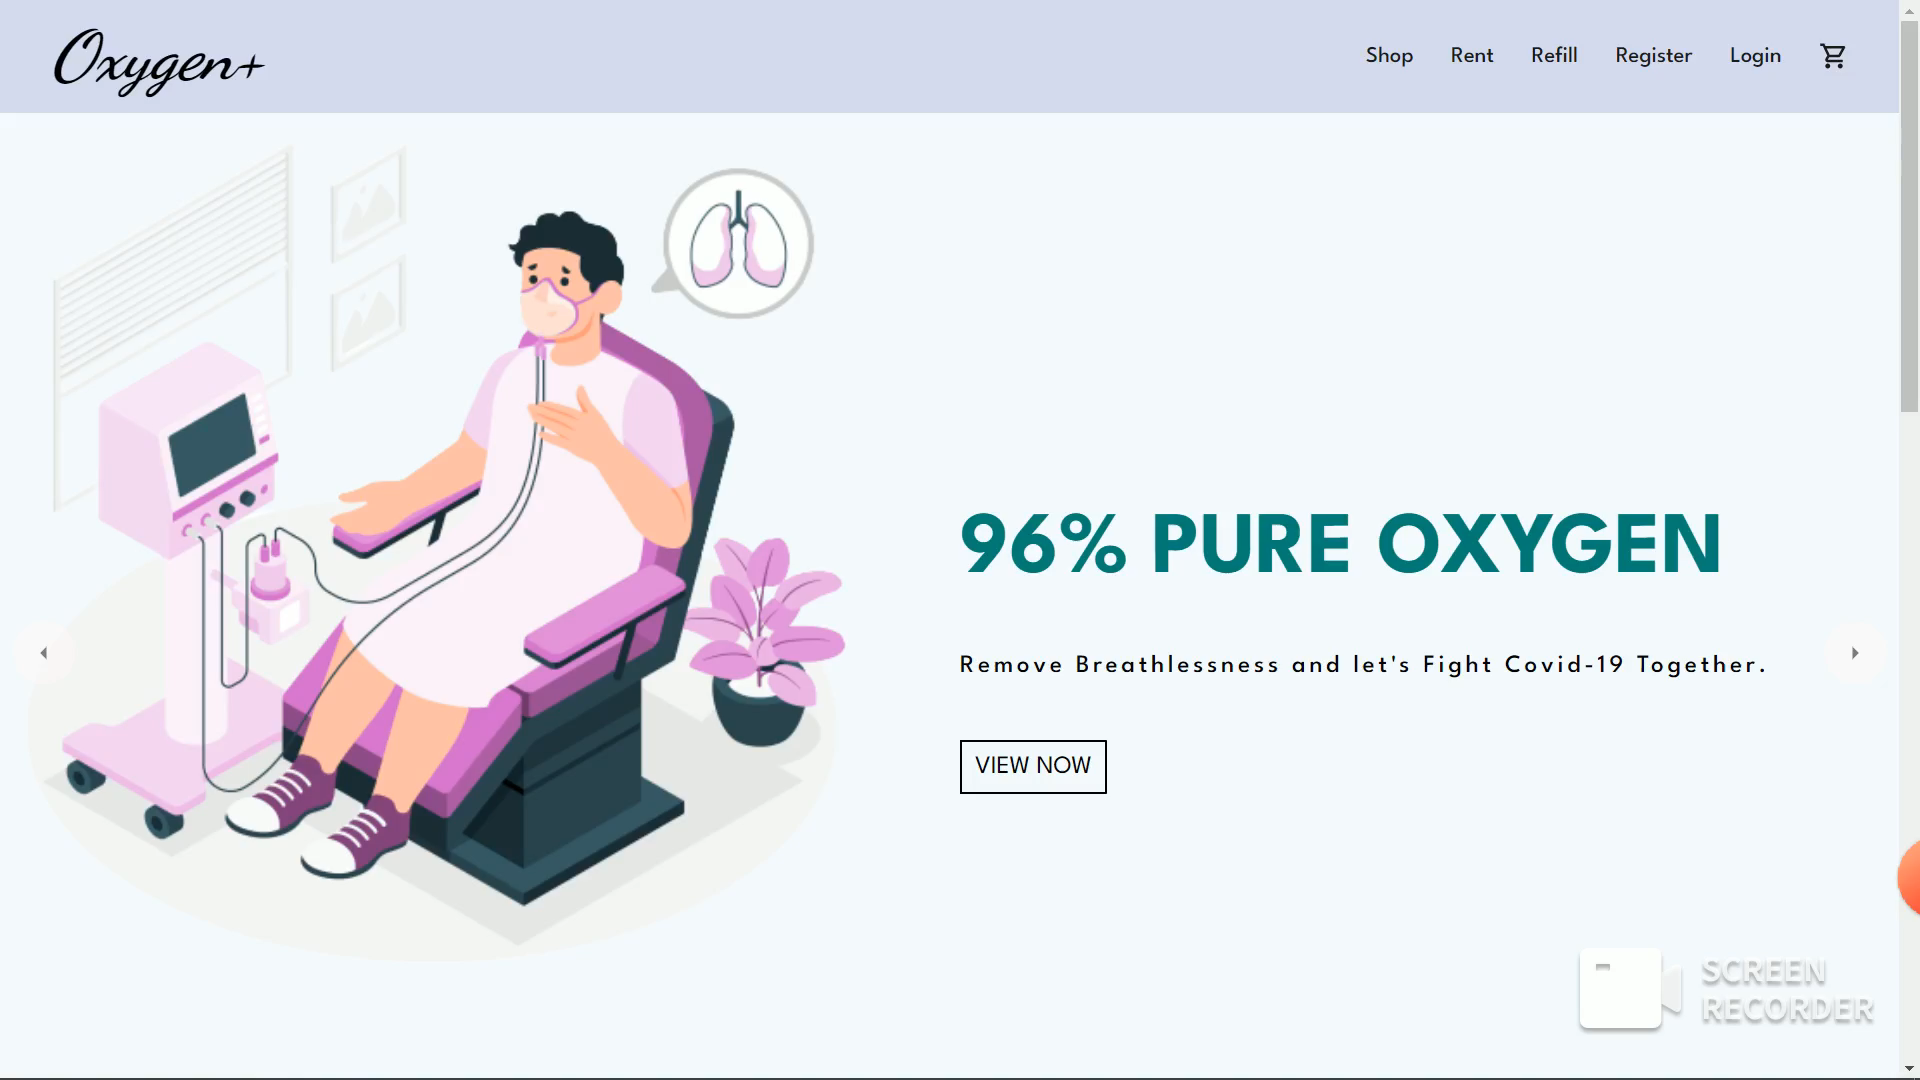 Oxygen+
Shop Rent Refill Register Login
96% PURE OXYGEN
Remove Breathlessness and let's Fight Covid-19 Together.
VIEW NOW
SCREEN
RECORDER